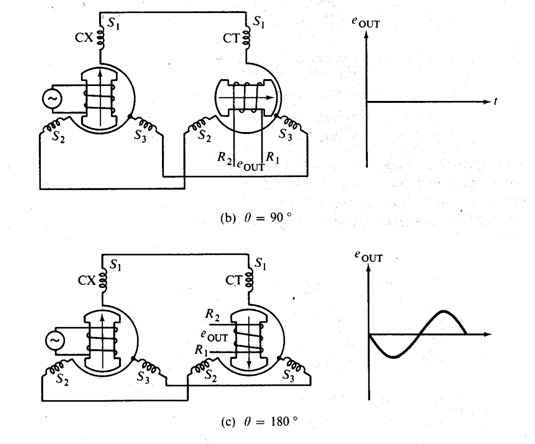 S1 S1 eOUT
CX CT
t
S2 S3 S2 S3
R2 eOUT R1
(b) θ = 90°
S1 S1 eOUT
CX CT
R2
eOUT
R1
S2 S3 S2 S3
(c) θ = 180°